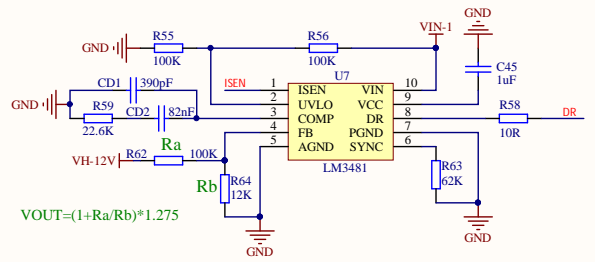 GND
R55
100K
R56
100K
VIN-1
GND
C45
1uF
U7
ISEN
1
ISEN
VIN
10
2
UVLO
VCC
9
3
COMP
DR
8
4
FB
PGND
7
5
AGND
SYNC
6
LM3481
CD1
390pF
GND
R59
22.6K
CD2
82nF
R58
10R
DR
Ra
VH-12V
R62
100K
Rb
R64
12K
R63
62K
VOUT=(1+Ra/Rb)*1.275
GND
GND